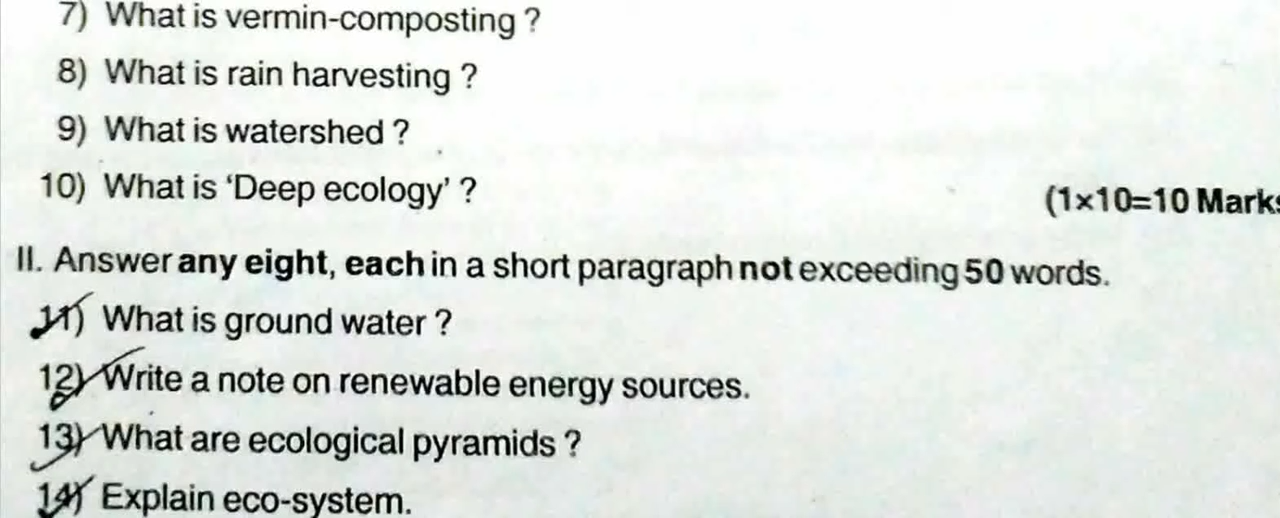 7) What is vermin-composting ?
8) What is rain harvesting ?
9) What is watershed ?
10) What is ‘Deep ecology’ ?
(1×10=10 Marks
II. Answer any eight, each in a short paragraph not exceeding 50 words.
11) What is ground water ?
12) Write a note on renewable energy sources.
13) What are ecological pyramids ?
14) Explain eco-system.